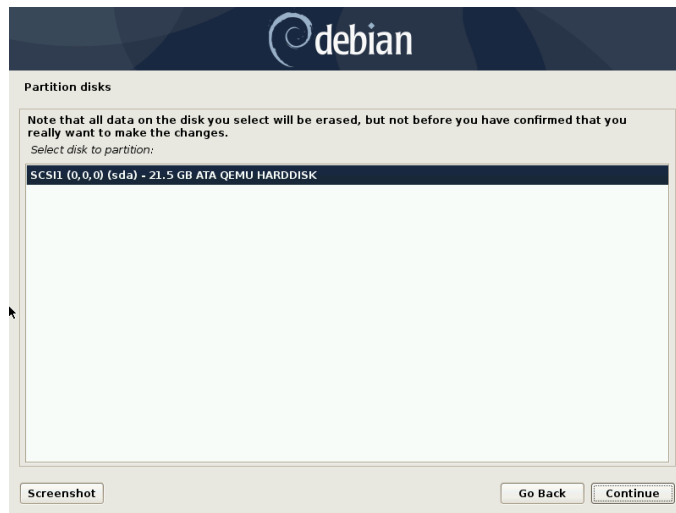 debian
Partition disks
Note that all data on the disk you select will be erased, but not before you have confirmed that you
really want to make the changes.
Select disk to partition:
SCSI1 (0,0,0) (sda) - 21.5 GB ATA QEMU HARDDISK
Screenshot
Go Back
Continue